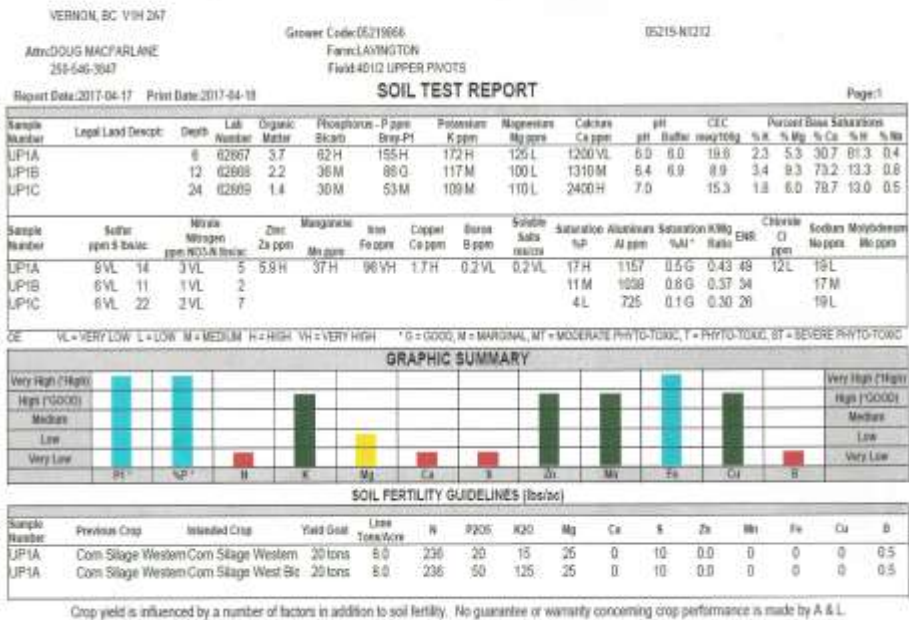 VERNON, BC V1H 2A7
Grower Code:05219866
05219-N1212
Attn:DOUG MACFARLANE
Farm:LAVINGTON
250-546-3847
Field:401/2 UPPER PIVOTS
Report Date:2017-04-17 Print Date:2017-04-18 SOIL TEST REPORT Page:1
Sample Number Legal Land Descpt: Depth Lab Number Organic Matter Phosphorus - P ppm Bicarb Bray-P1 Potassium K ppm Magnesium Mg ppm Calcium Ca ppm pH pH Buffer CEC meq/100g Percent Base Saturations % K % Mg % Ca % H % Na
UP1A 6 62867 3.7 62 H 155 H 172 H 125 L 1200 VL 6.0 6.0 19.6 2.3 5.3 30.7 61.3 0.4
UP1B 12 62868 2.2 36 M 86 G 117 M 100 L 1310 M 6.4 6.9 8.9 3.4 9.3 73.2 13.3 0.8
UP1C 24 62869 1.4 30 M 53 M 109 M 110 L 2400 H 7.0 15.3 1.8 6.0 78.7 13.0 0.5
Sample Number Sulfur ppm S lbs/ac Nitrate Nitrogen ppm NO3-N lbs/ac Zinc Zn ppm Manganese Mn ppm Iron Fe ppm Copper Cu ppm Boron B ppm Soluble Salts ms/cm Saturation %P Aluminum Al ppm Saturation %Al * K/Mg Ratio ENR Chloride Cl ppm Sodium Na ppm Molybdenum Mo ppm
UP1A 9 VL 14 3 VL 5 5.9 H 37 H 96 VH 1.7 H 0.2 VL 0.2 VL 17 H 1157 0.5 G 0.43 49 12 L 19 L
UP1B 6 VL 11 1 VL 2 11 M 1038 0.6 G 0.37 34 17 M
UP1C 6 VL 22 2 VL 7 4 L 725 0.1 G 0.30 26 19 L
OE VL = VERY LOW L = LOW M = MEDIUM H = HIGH VH = VERY HIGH * G = GOOD, M = MARGINAL, MT = MODERATE PHYTO-TOXIC, T = PHYTO-TOXIC, ST = SEVERE PHYTO-TOXIC
GRAPHIC SUMMARY
Very High (*High) Very High (*High)
High (*GOOD) High (*GOOD)
Medium Medium
Low Low
Very Low Very Low
P1 * %P * N K Mg Ca S Zn Mn Fe Cu B
SOIL FERTILITY GUIDELINES (lbs/ac)
Sample Number Previous Crop Intended Crop Yield Goal Lime Tons/Acre N P2O5 K2O Mg Ca S Zn Mn Fe Cu B
UP1A Corn Silage Western Corn Silage Western 20 tons 8.0 236 20 15 25 0 10 0.0 0 0 0 0.5
UP1A Corn Silage Western Corn Silage West Blc 20 tons 8.0 236 50 125 25 0 10 0.0 0 0 0 0.5
Crop yield is influenced by a number of factors in addition to soil fertility. No guarantee or warranty concerning crop performance is made by A & L.